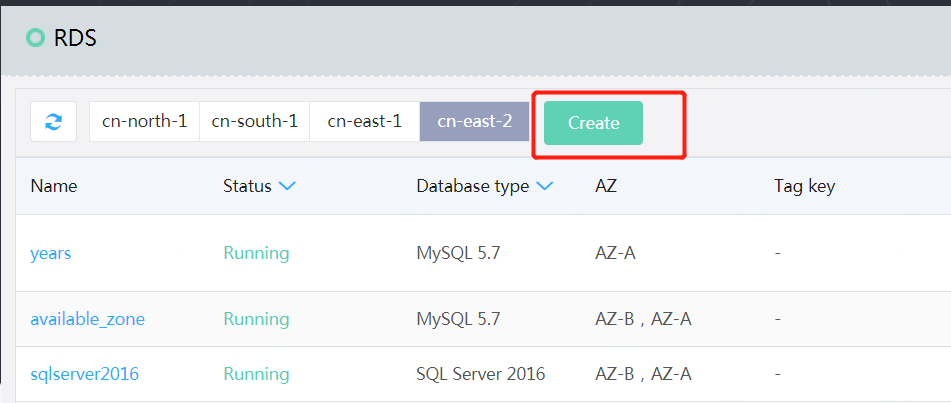 RDS
cn-north-1 cn-south-1 cn-east-1 cn-east-2 Create
Name Status Database type AZ Tag key
years Running MySQL 5.7 AZ-A -
available_zone Running MySQL 5.7 AZ-B , AZ-A -
sqlserver2016 Running SQL Server 2016 AZ-B , AZ-A -